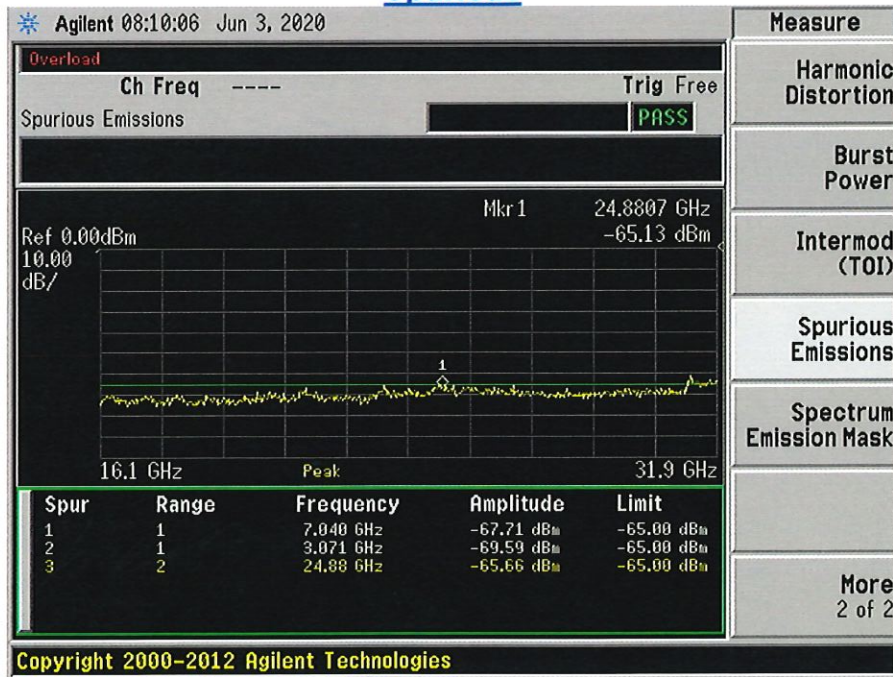 Agilent 08:10:06 Jun 3, 2020
Measure
Overload
Ch Freq ----
Trig Free
Spurious Emissions
PASS
Mkr1 24.8807 GHz
Ref 0.00dBm
-65.13 dBm
10.00
dB/
1
16.1 GHz
Peak
31.9 GHz
Spur Range Frequency Amplitude Limit
1 1 7.040 GHz -67.71 dBm -65.00 dBm
2 1 3.071 GHz -69.59 dBm -65.00 dBm
3 2 24.88 GHz -65.66 dBm -65.00 dBm
Copyright 2000-2012 Agilent Technologies
Harmonic
Distortion
Burst
Power
Intermod
(TOI)
Spurious
Emissions
Spectrum
Emission Mask
More
2 of 2